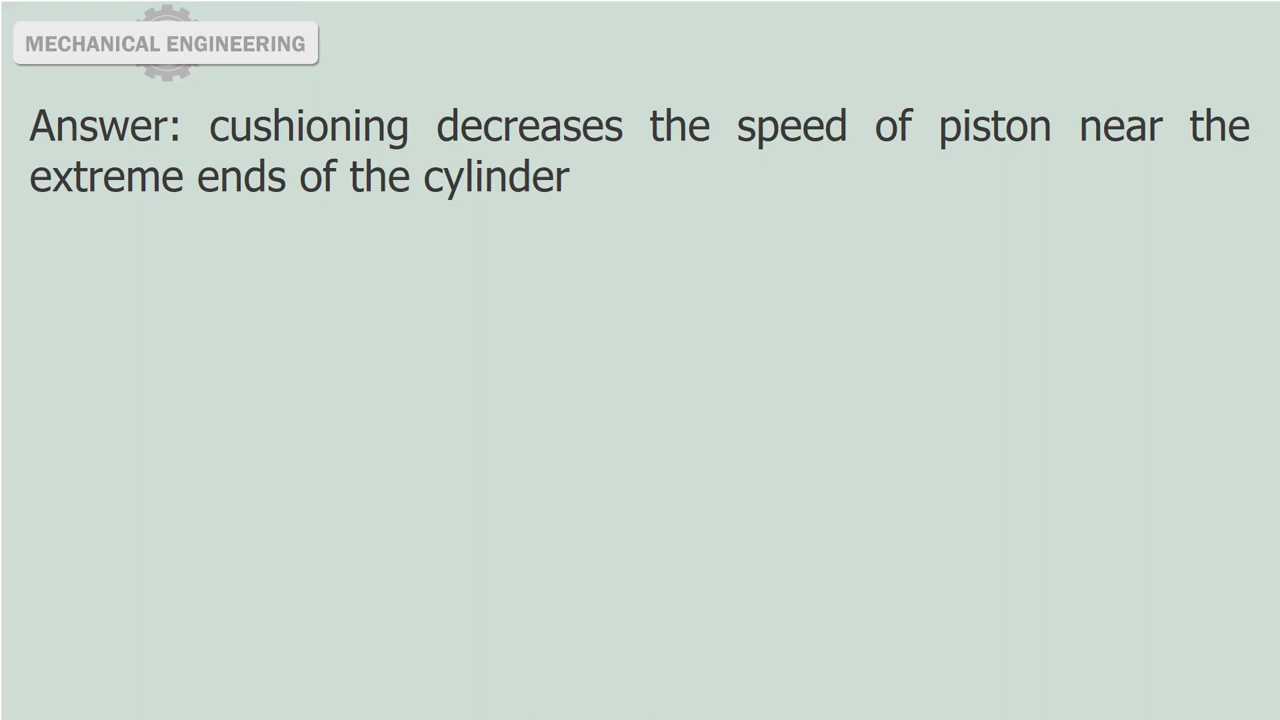 MECHANICAL ENGINEERING
Answer: cushioning decreases the speed of piston near the
extreme ends of the cylinder